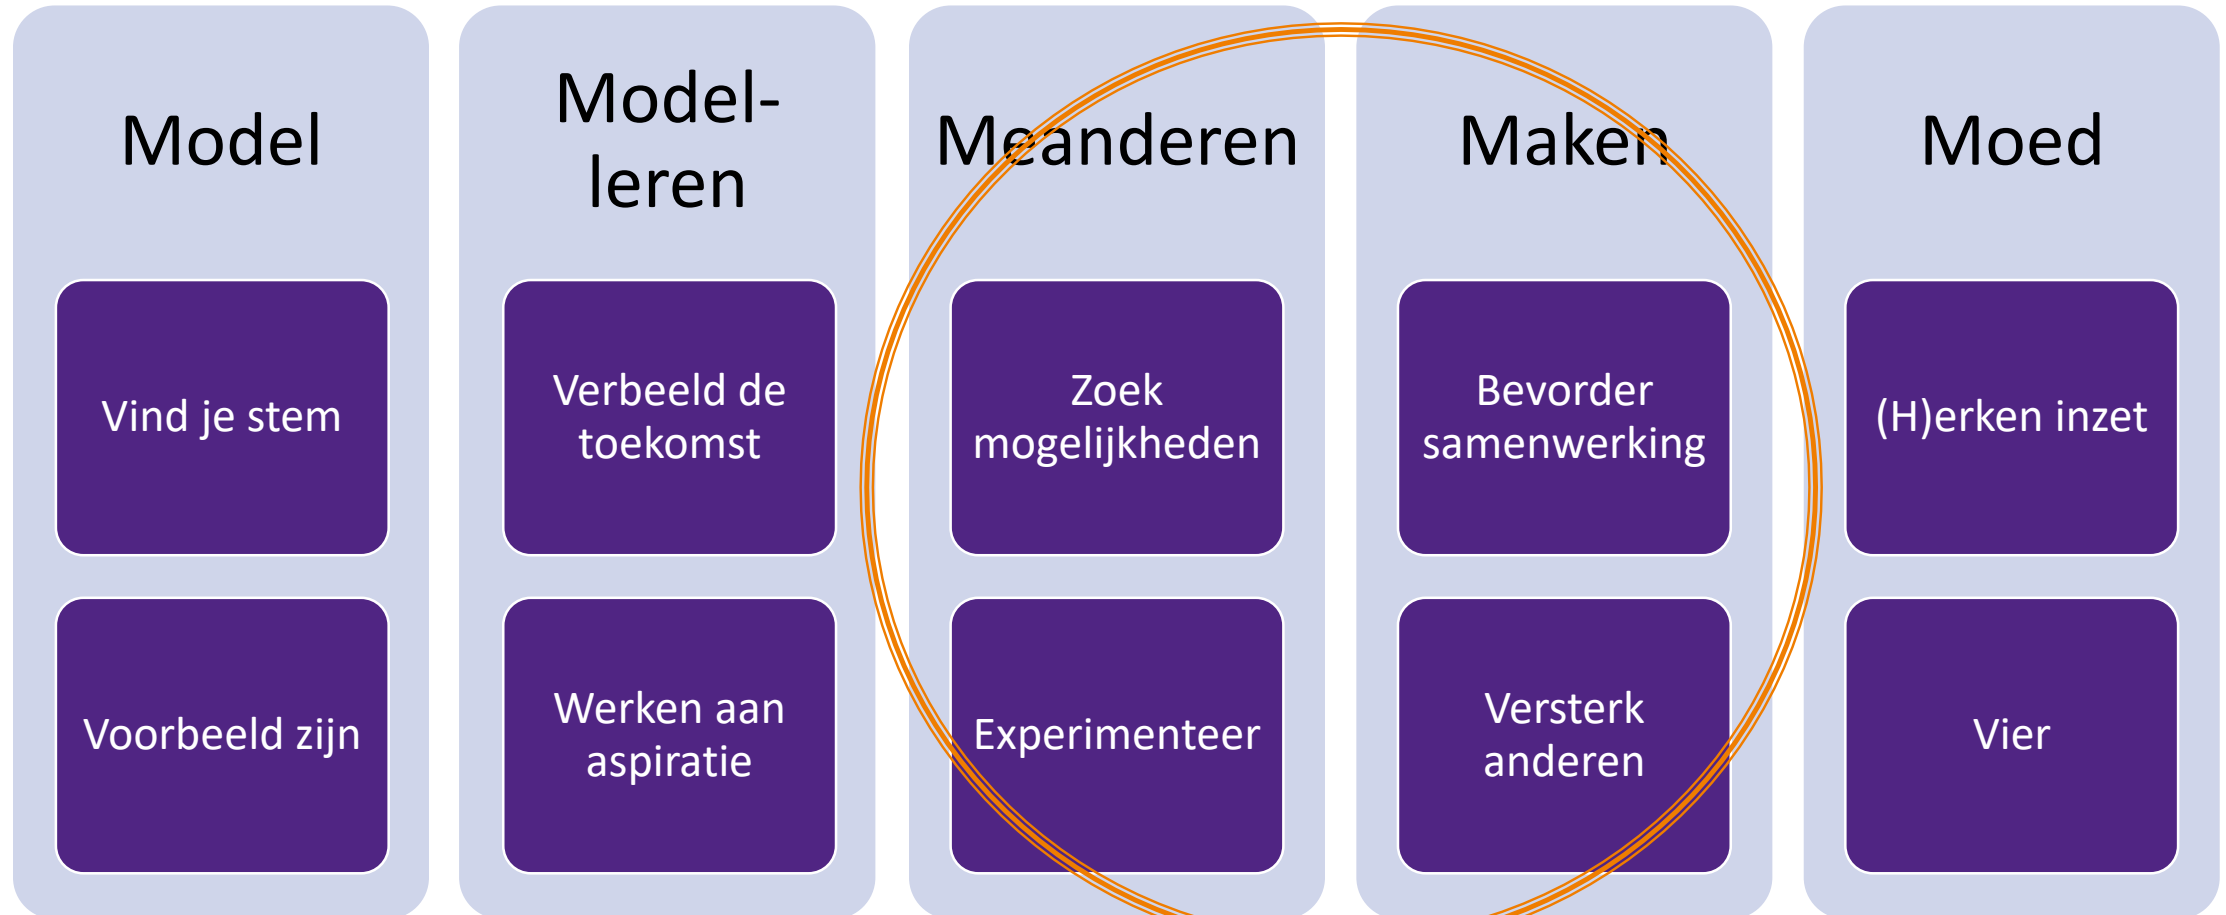 Model
Model-
leren
Meanderen
Maken
Moed
Vind je stem
Verbeeld de
toekomst
Zoek
mogelijkheden
Bevorder
samenwerking
(H)erken inzet
Voorbeeld zijn
Werken aan
aspiratie
Experimenteer
Versterk
anderen
Vier